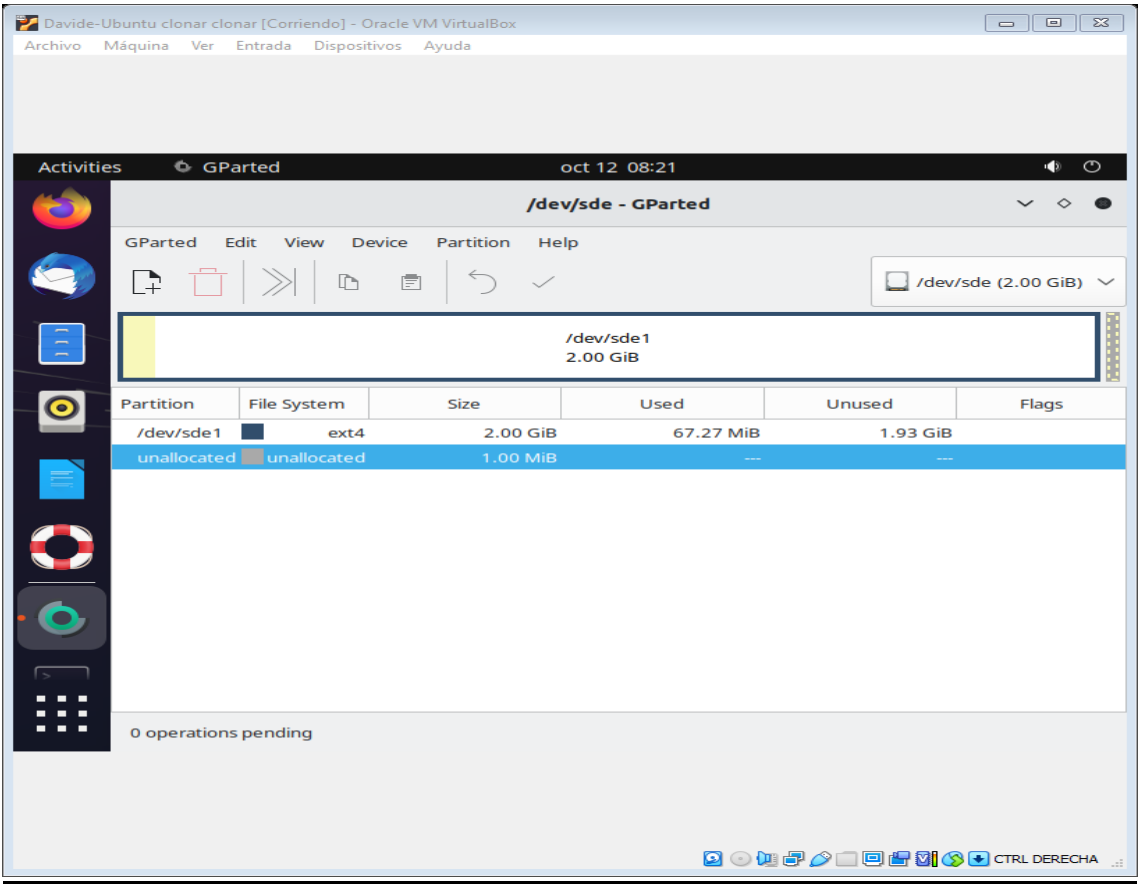 Davide-Ubuntu clonar clonar [Corriendo] - Oracle VM VirtualBox
Archivo Máquina Ver Entrada Dispositivos Ayuda
Activities GParted oct 12 08:21
/dev/sde - GParted
GParted Edit View Device Partition Help
/dev/sde (2.00 GiB)
/dev/sde1
2.00 GiB
Partition File System Size Used Unused Flags
/dev/sde1 ext4 2.00 GiB 67.27 MiB 1.93 GiB
unallocated unallocated 1.00 MiB --- ---
0 operations pending
CTRL DERECHA